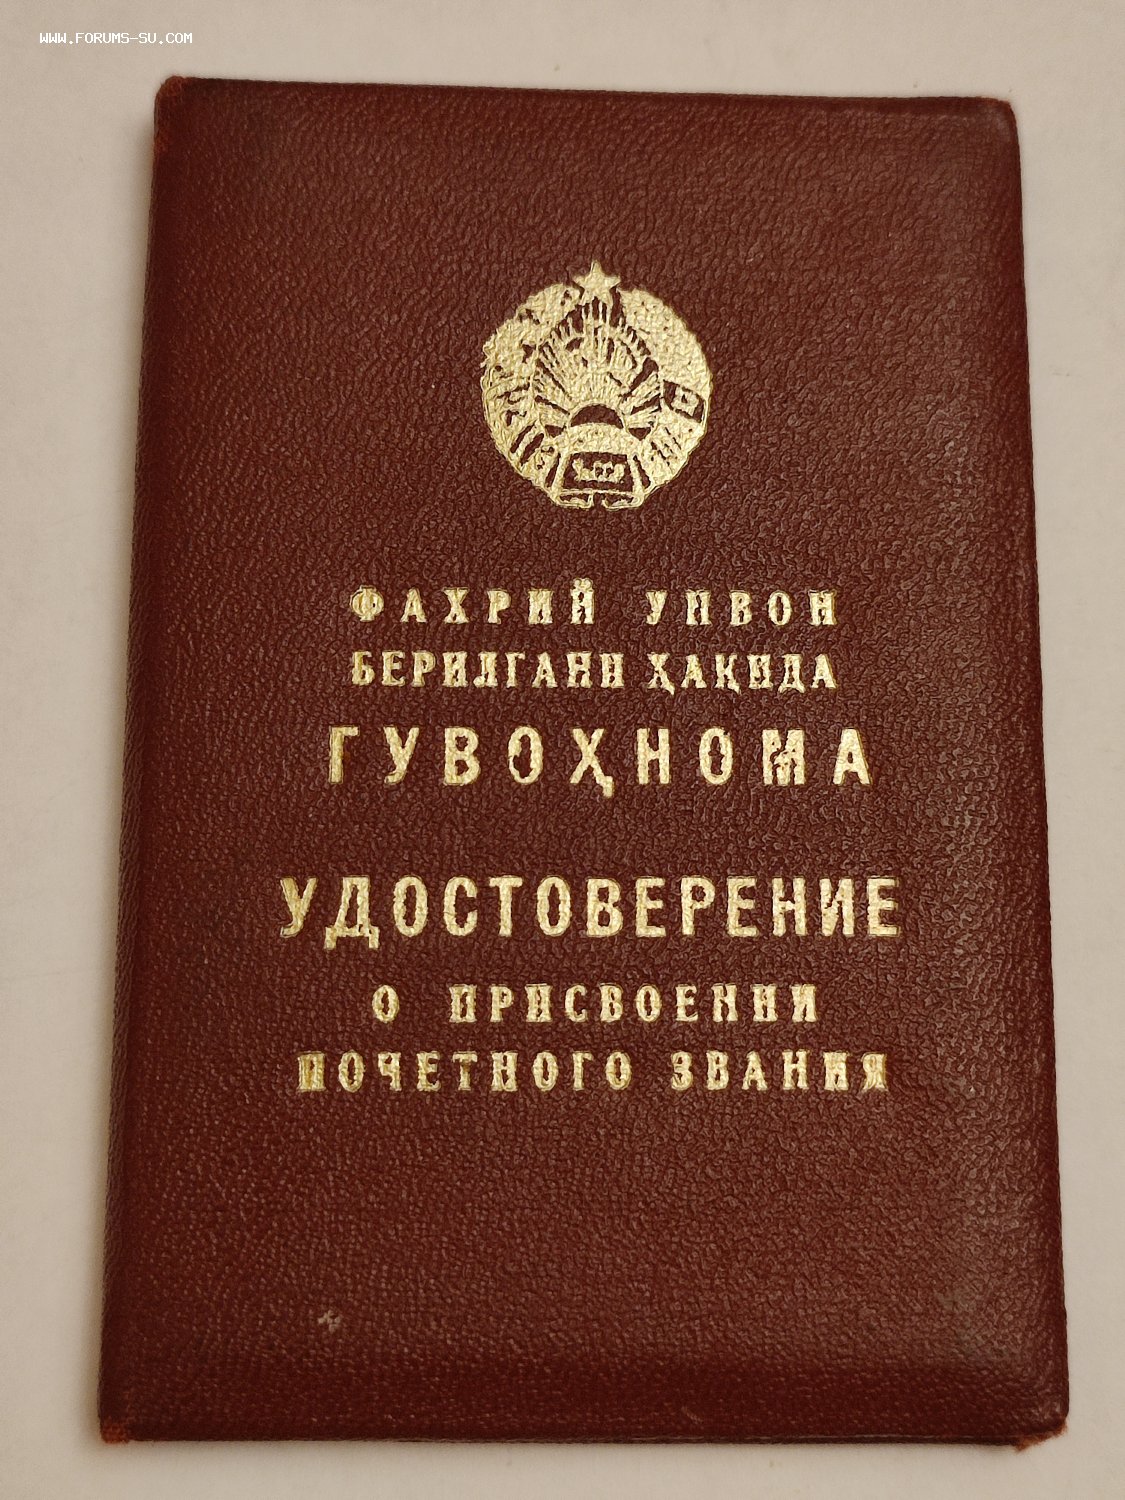 WWW.FORUMS-SU.COM
ФАХРИЙ УНВОН
БЕРИЛГАНИ ҲАҚИДА
ГУВОҲНОМА
УДОСТОВЕРЕНИЕ
О ПРИСВОЕНИИ
ПОЧЕТНОГО ЗВАНИЯ